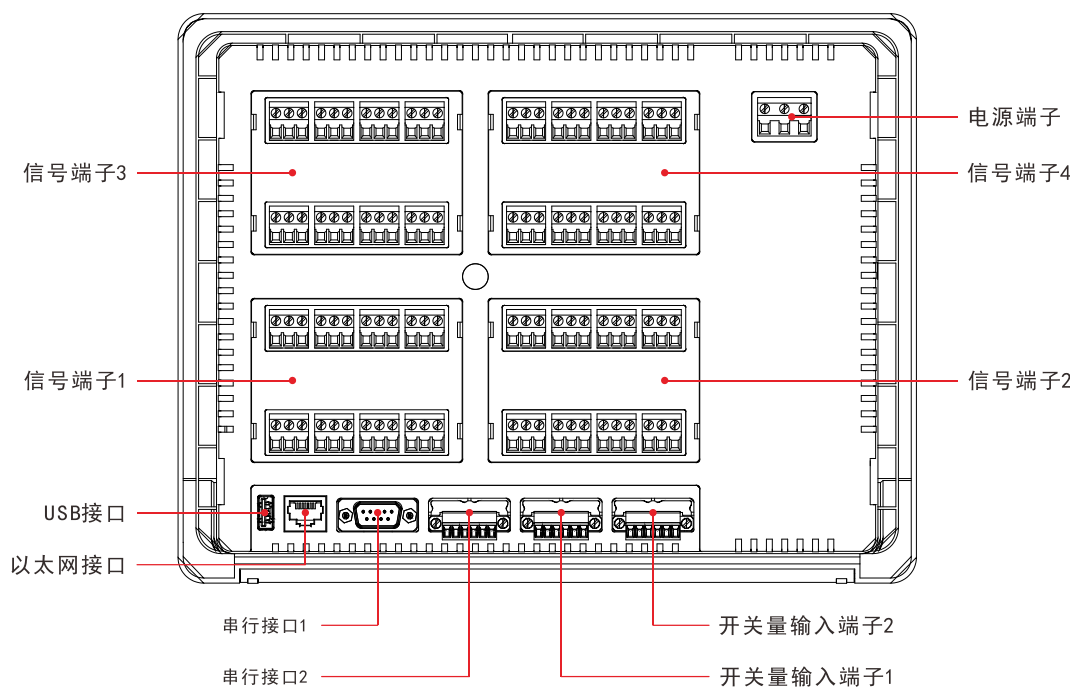 电源端子
信号端子3
信号端子4
信号端子1
信号端子2
USB接口
以太网接口
串行接口1
开关量输入端子2
串行接口2
开关量输入端子1